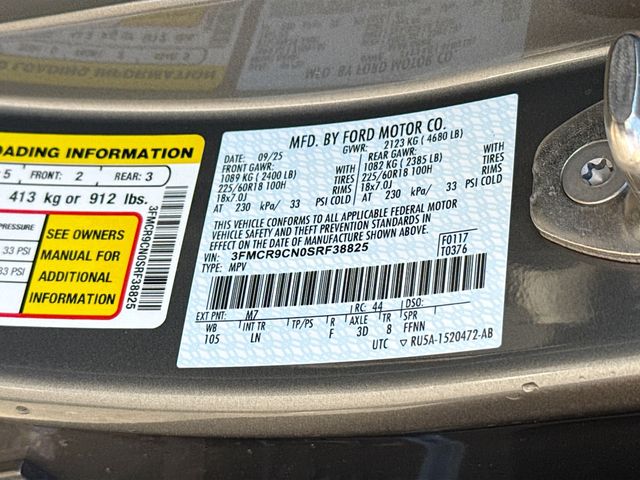 LOADING INFORMATION
5 FRONT: 2 REAR: 3
413 kg or 912 lbs.
PRESSURE
33 PSI
33 PSI
SEE OWNERS
MANUAL FOR
ADDITIONAL
INFORMATION
3FMCR9CN0SRF38825
MFD. BY FORD MOTOR CO.
DATE: 09/25 GVWR: 2123 KG ( 4680 LB)
FRONT GAWR: REAR GAWR:
1089 KG ( 2400 LB) 1082 KG ( 2385 LB)
225/60R18 100H TIRES 225/60R18 100H TIRES
18x7.0J RIMS 18x7.0J RIMS
AT 230 kPa/ 33 PSI COLD AT 230 kPa/ 33 PSI COLD
THIS VEHICLE CONFORMS TO ALL APPLICABLE FEDERAL MOTOR
VEHICLE SAFETY AND THEFT PREVENTION STANDARDS IN EFFECT
ON THE DATE OF MANUFACTURE SHOWN ABOVE.
VIN: 3FMCR9CN0SRF38825 F0117
TYPE: MPV T0376
EXT PNT: M7 RC: 44 DSO:
WB INT TR TP/PS R AXLE TR SPR
105 LN F 3D 8 FFNN
UTC ▽ RU5A-1520472-AB